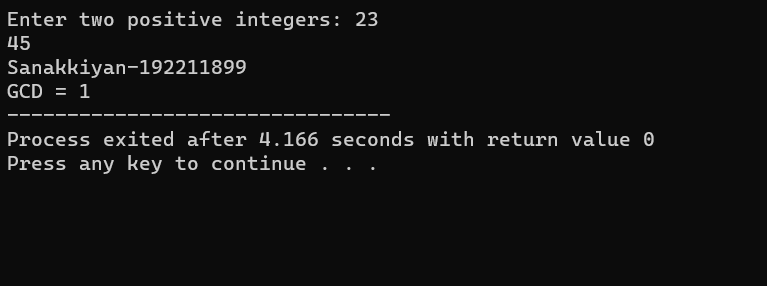 Enter two positive integers: 23
45
Sanakkiyan-192211899
GCD = 1
--------------------------------
Process exited after 4.166 seconds with return value 0
Press any key to continue . . .